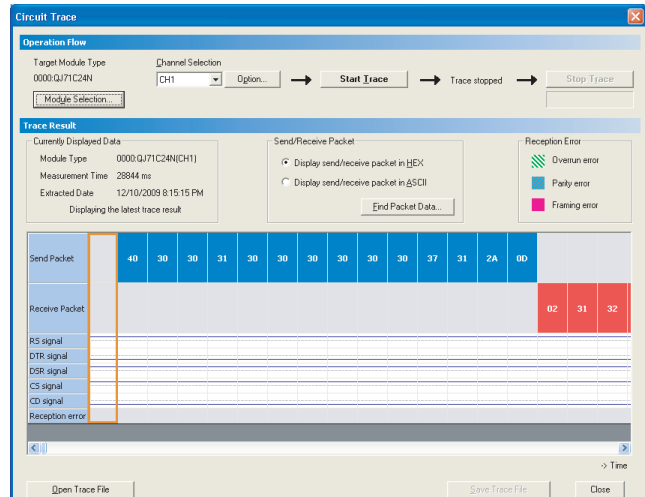 Circuit Trace
Operation Flow
Target Module Type
Channel Selection
0000:QJ71C24N
CH1
Option...
Start Trace
Trace stopped
Stop Trace
Module Selection...
Trace Result
Currently Displayed Data
Module Type 0000:QJ71C24N(CH1)
Measurement Time 28844 ms
Extracted Date 12/10/2009 8:15:15 PM
Displaying the latest trace result
Send/Receive Packet
Display send/receive packet in HEX
Display send/receive packet in ASCII
Find Packet Data...
Reception Error
Overrun error
Parity error
Framing error
Send Packet 40 30 30 31 30 30 30 30 30 30 37 31 2A 0D
Receive Packet 02 31 32
RS signal
DTR signal
DSR signal
CS signal
CD signal
Reception error
-> Time
Open Trace File
Save Trace File
Close